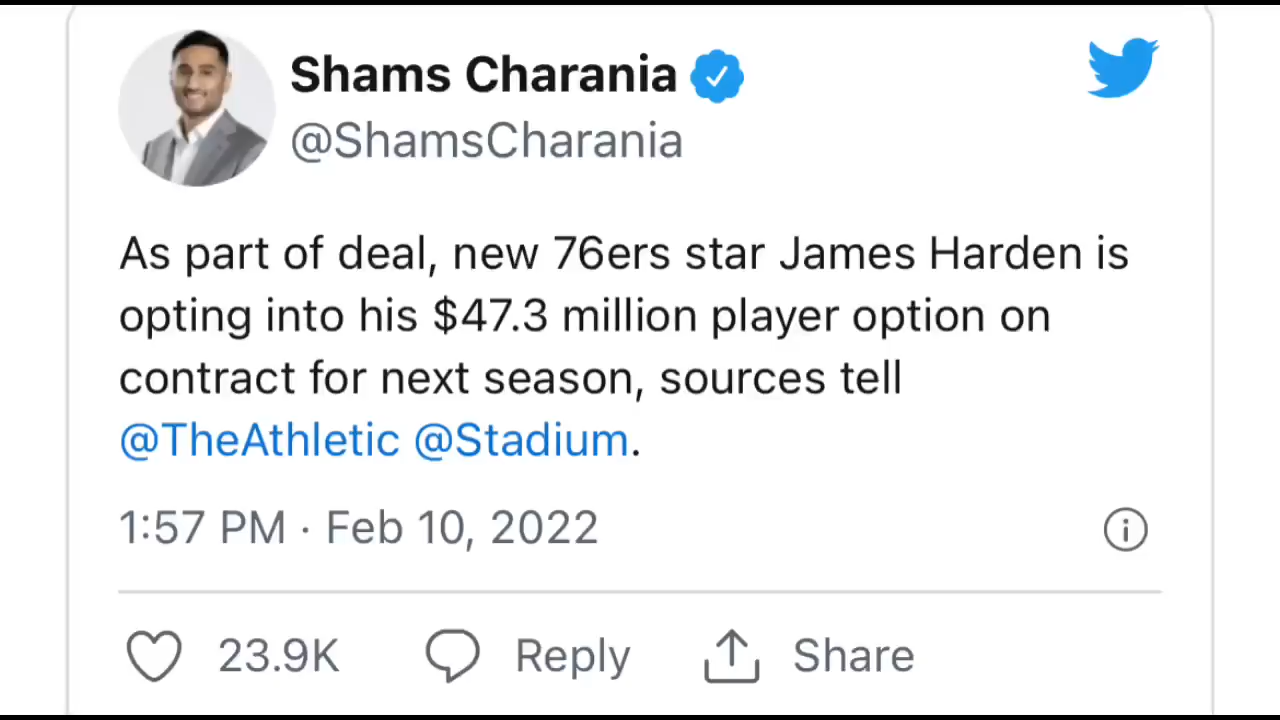 Shams Charania
@ShamsCharania
As part of deal, new 76ers star James Harden is
opting into his $47.3 million player option on
contract for next season, sources tell
@TheAthletic @Stadium.
1:57 PM · Feb 10, 2022
23.9K Reply Share